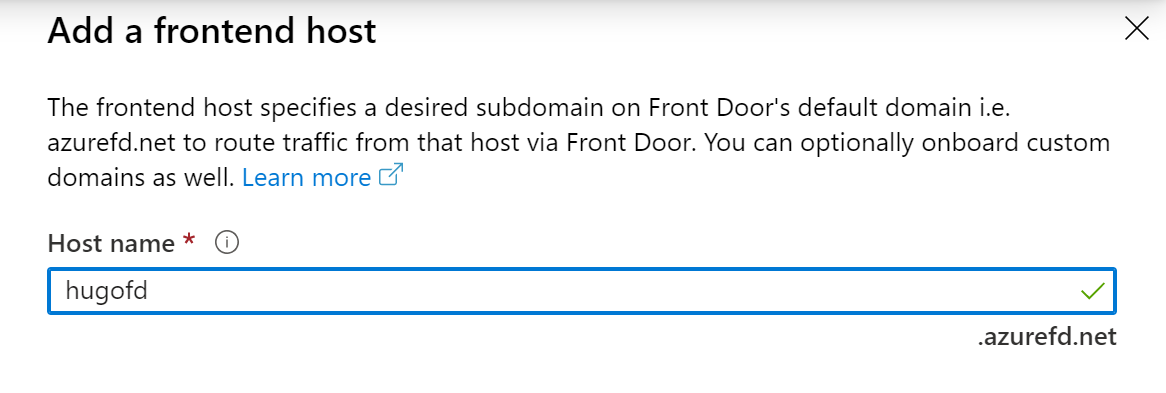 Add a frontend host
The frontend host specifies a desired subdomain on Front Door's default domain i.e.
azurefd.net to route traffic from that host via Front Door. You can optionally onboard custom
domains as well. Learn more
Host name *
hugofd
.azurefd.net